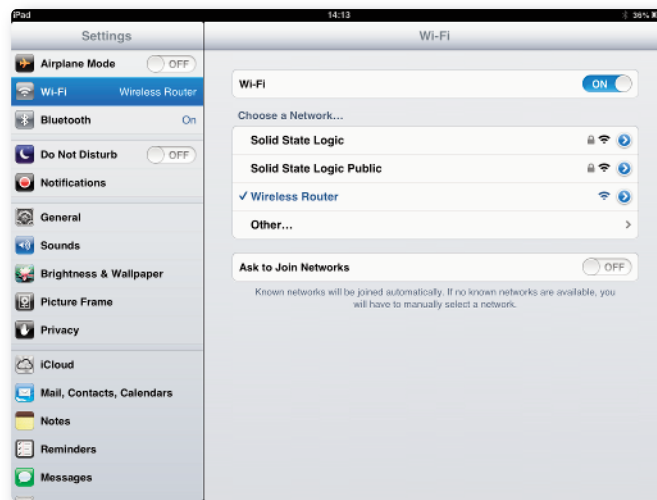 iPad
14:13
36%
Settings
Wi-Fi
Airplane Mode OFF
Wi-Fi Wireless Router
Bluetooth On
Do Not Disturb OFF
Notifications
General
Sounds
Brightness & Wallpaper
Picture Frame
Privacy
iCloud
Mail, Contacts, Calendars
Notes
Reminders
Messages
Wi-Fi ON
Choose a Network...
Solid State Logic
Solid State Logic Public
Wireless Router
Other...
Ask to Join Networks OFF
Known networks will be joined automatically. If no known networks are available, you
will have to manually select a network.